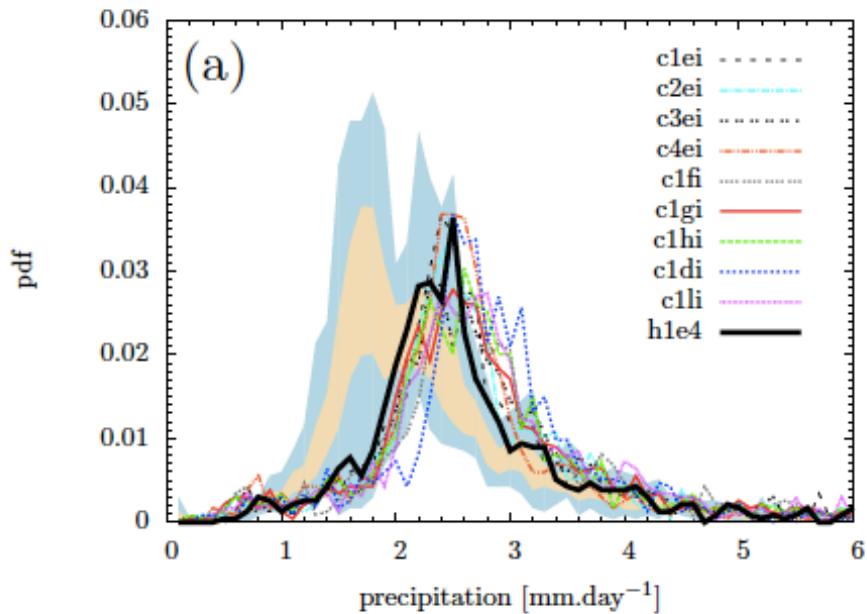 0.06
(a)
c1ei
c2ei
c3ei
c4ei
c1fi
c1gi
c1hi
c1di
c1li
h1e4
0.05
0.04
0.03
0.02
0.01
0
pdf
0 1 2 3 4 5 6
precipitation [mm.day⁻¹]